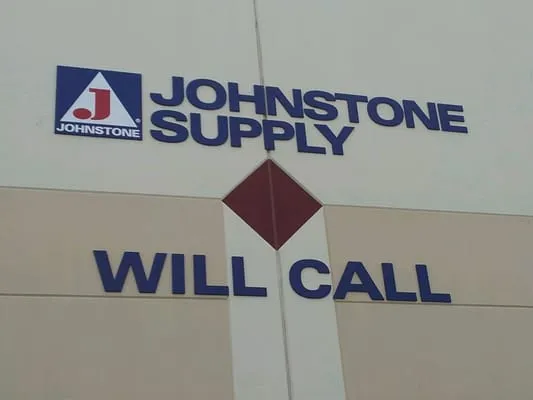 J
JOHNSTONE
®
JOHNSTONE
SUPPLY
WILL CALL